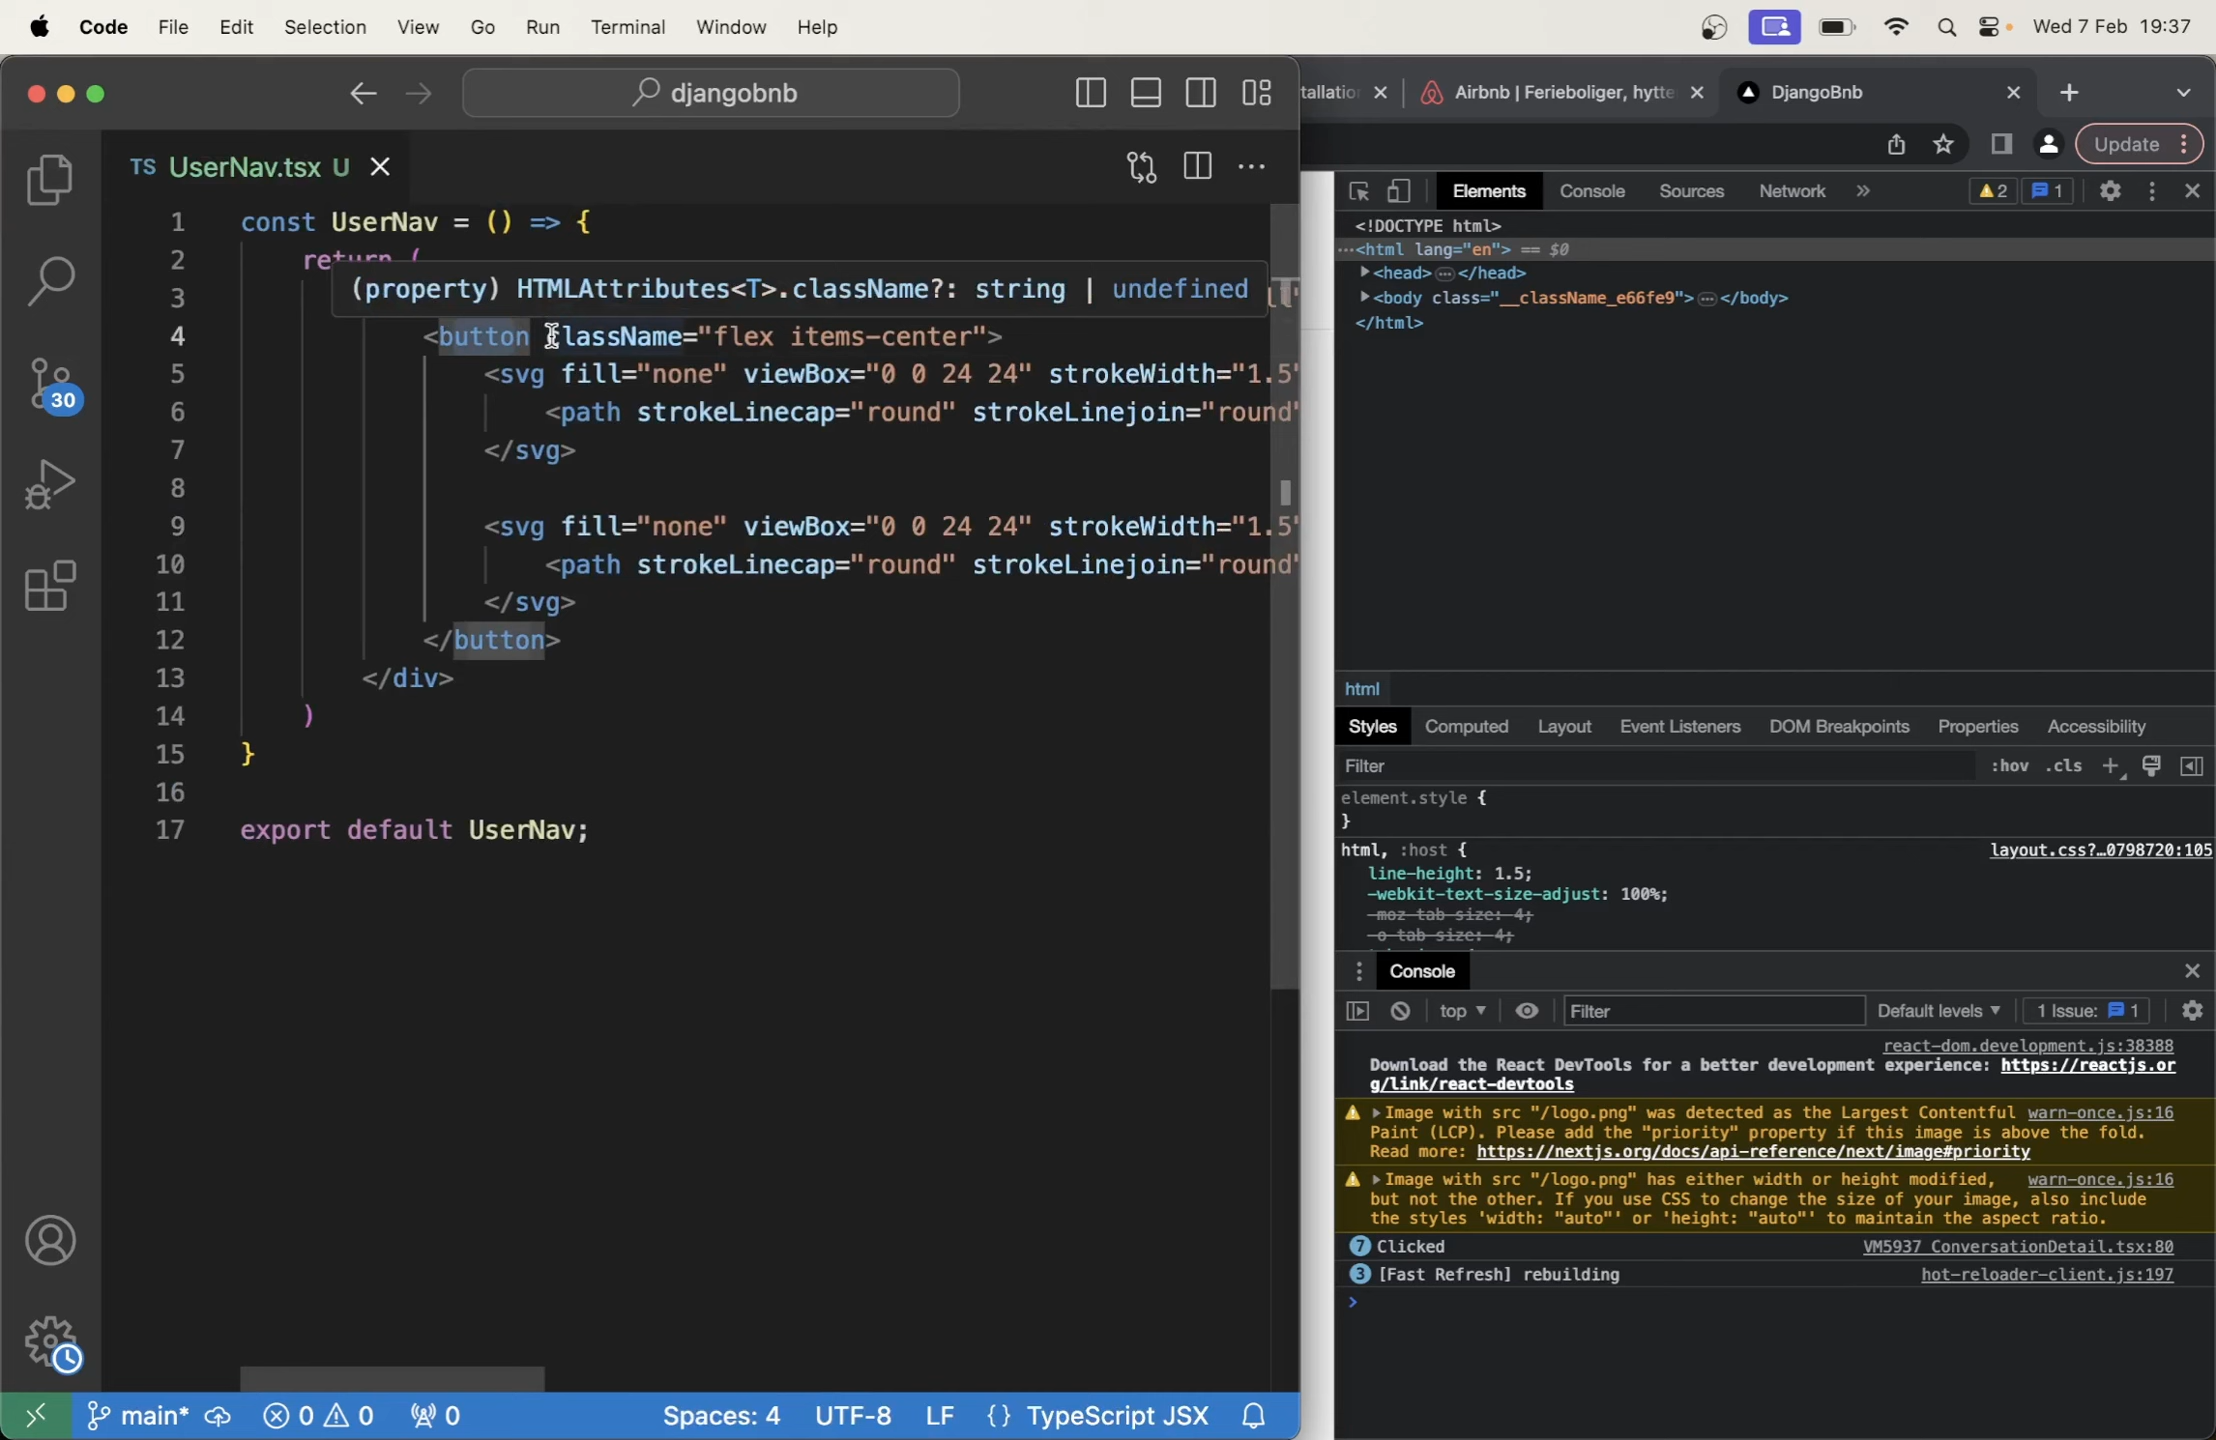 Code File Edit Selection View Go Run Terminal Window Help Wed 7 Feb 19:37
djangobnb
Airbnb | Ferieboliger, hytte DjangoBnb
TS UserNav.tsx U
Update
Elements Console Sources Network » 2 1
1 const UserNav = () => {
2 return (
(property) HTMLAttributes<T>.className?: string | undefined
3
4 <button className="flex items-center">
5 <svg fill="none" viewBox="0 0 24 24" strokeWidth="1.5"
6 <path strokeLinecap="round" strokeLinejoin="round"
7 </svg>
8
9 <svg fill="none" viewBox="0 0 24 24" strokeWidth="1.5"
10 <path strokeLinecap="round" strokeLinejoin="round"
11 </svg>
12 </button>
13 </div>
14 )
15 }
16
17 export default UserNav;
30
main* 0 0 0 Spaces: 4 UTF-8 LF {} TypeScript JSX
<!DOCTYPE html>
···<html lang="en"> == $0
<head> ··· </head>
<body class="__className_e66fe9"> ··· </body>
</html>
html
Styles Computed Layout Event Listeners DOM Breakpoints Properties Accessibility
Filter :hov .cls +
element.style {
}
html, :host { layout.css?…0798720:105
line-height: 1.5;
-webkit-text-size-adjust: 100%;
-moz-tab-size: 4;
-o-tab-size: 4;
Console
top Filter Default levels 1 Issue: 1
react-dom.development.js:38388
Download the React DevTools for a better development experience: https://reactjs.or
g/link/react-devtools
Image with src "/logo.png" was detected as the Largest Contentful warn-once.js:16
Paint (LCP). Please add the "priority" property if this image is above the fold.
Read more: https://nextjs.org/docs/api-reference/next/image#priority
Image with src "/logo.png" has either width or height modified, warn-once.js:16
but not the other. If you use CSS to change the size of your image, also include
the styles 'width: "auto"' or 'height: "auto"' to maintain the aspect ratio.
7 Clicked VM5937 ConversationDetail.tsx:80
3 [Fast Refresh] rebuilding hot-reloader-client.js:197
>